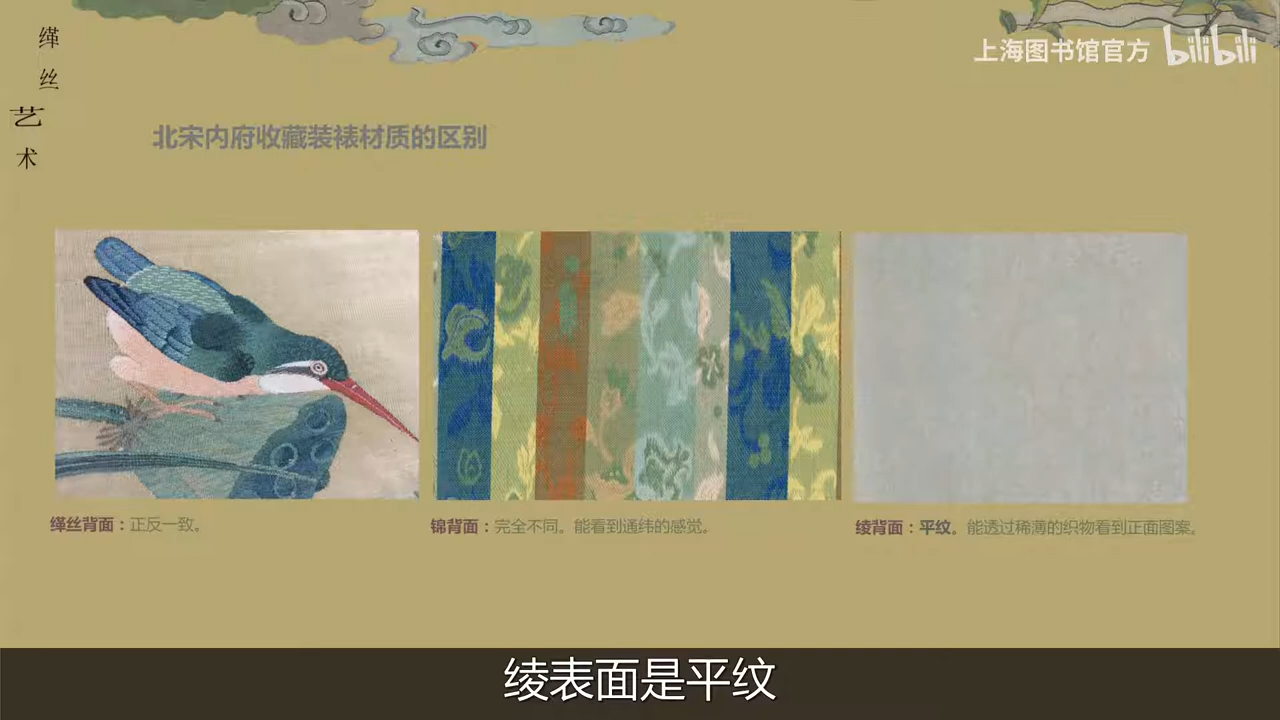 缂丝艺术
上海图书馆官方 bilibili
北宋内府收藏装裱材质的区别
缂丝背面：正反一致。
锦背面：完全不同。能看到通纬的感觉。
绫背面：平纹。能透过稀薄的织物看到正面图案。
绫表面是平纹